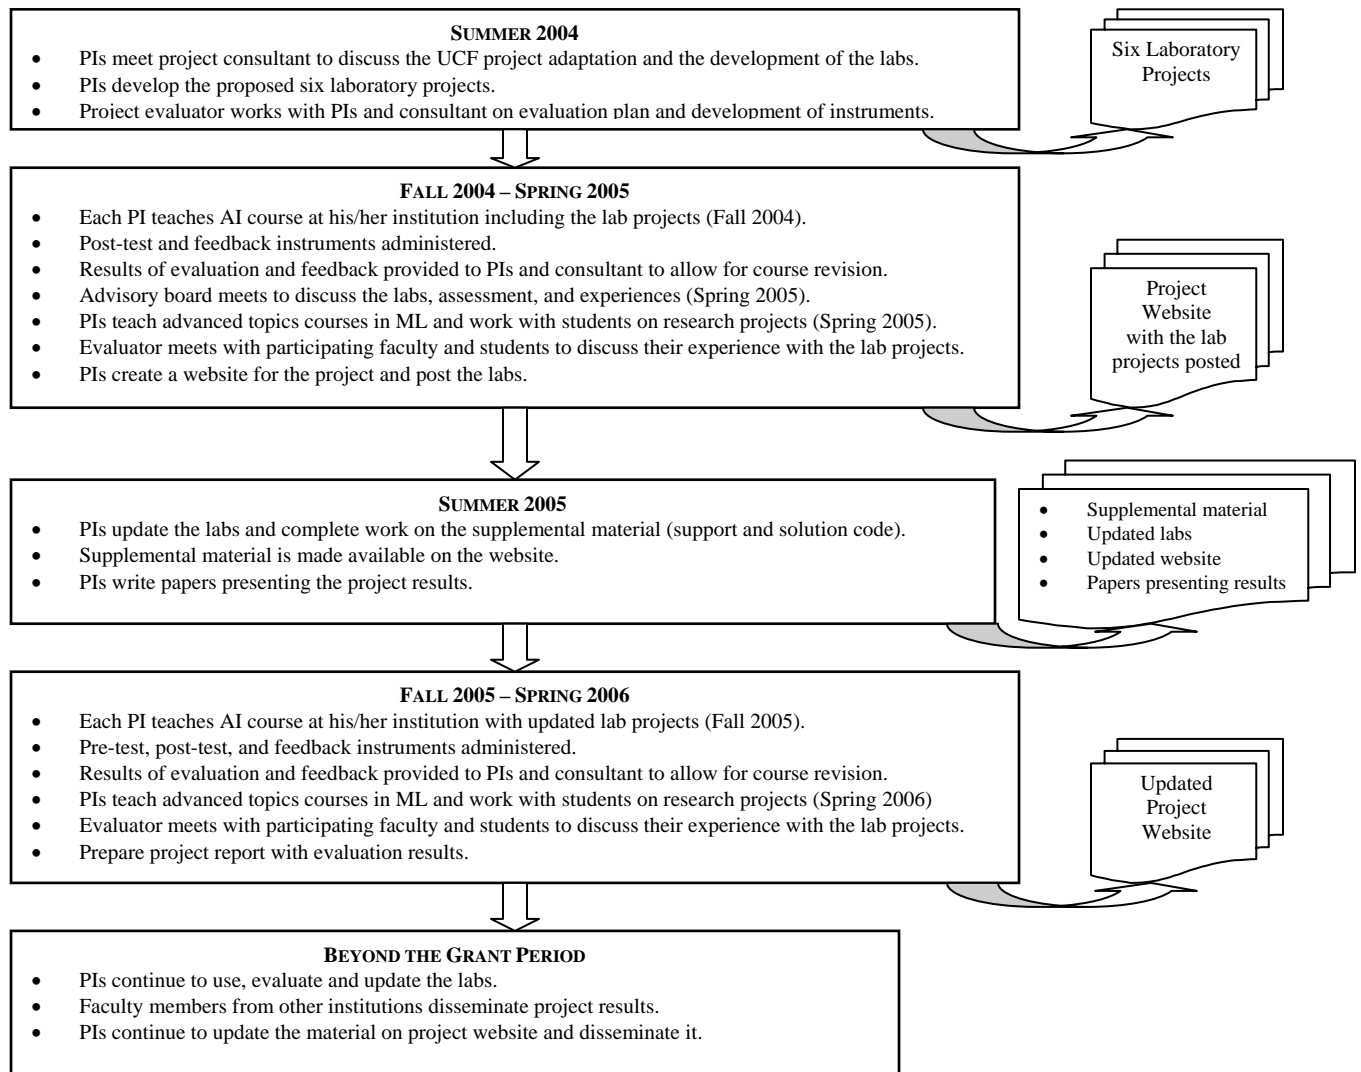 SUMMER 2004
• PIs meet project consultant to discuss the UCF project adaptation and the development of the labs.
• PIs develop the proposed six laboratory projects.
• Project evaluator works with PIs and consultant on evaluation plan and development of instruments.
Six Laboratory
Projects
FALL 2004 – SPRING 2005
• Each PI teaches AI course at his/her institution including the lab projects (Fall 2004).
• Post-test and feedback instruments administered.
• Results of evaluation and feedback provided to PIs and consultant to allow for course revision.
• Advisory board meets to discuss the labs, assessment, and experiences (Spring 2005).
• PIs teach advanced topics courses in ML and work with students on research projects (Spring 2005).
• Evaluator meets with participating faculty and students to discuss their experience with the lab projects.
• PIs create a website for the project and post the labs.
Project
Website
with the lab
projects posted
SUMMER 2005
• PIs update the labs and complete work on the supplemental material (support and solution code).
• Supplemental material is made available on the website.
• PIs write papers presenting the project results.
• Supplemental material
• Updated labs
• Updated website
• Papers presenting results
FALL 2005 – SPRING 2006
• Each PI teaches AI course at his/her institution with updated lab projects (Fall 2005).
• Pre-test, post-test, and feedback instruments administered.
• Results of evaluation and feedback provided to PIs and consultant to allow for course revision.
• PIs teach advanced topics courses in ML and work with students on research projects (Spring 2006)
• Evaluator meets with participating faculty and students to discuss their experience with the lab projects.
• Prepare project report with evaluation results.
Updated
Project
Website
BEYOND THE GRANT PERIOD
• PIs continue to use, evaluate and update the labs.
• Faculty members from other institutions disseminate project results.
• PIs continue to update the material on project website and disseminate it.